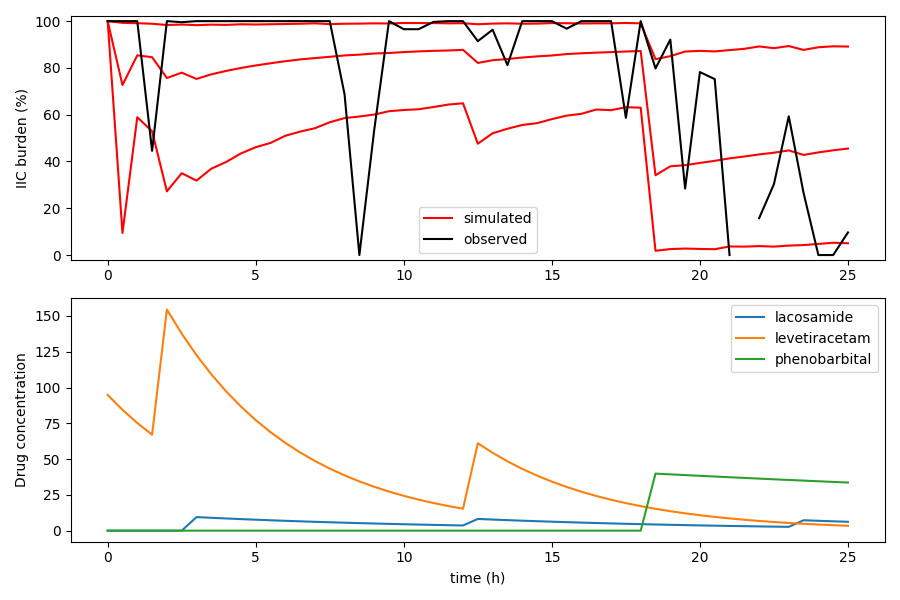 100
80
60
40
20
0
IIC burden (%)
simulated
observed
0 5 10 15 20 25
150
125
100
75
50
25
0
Drug concentration
lacosamide
levetiracetam
phenobarbital
0 5 10 15 20 25
time (h)